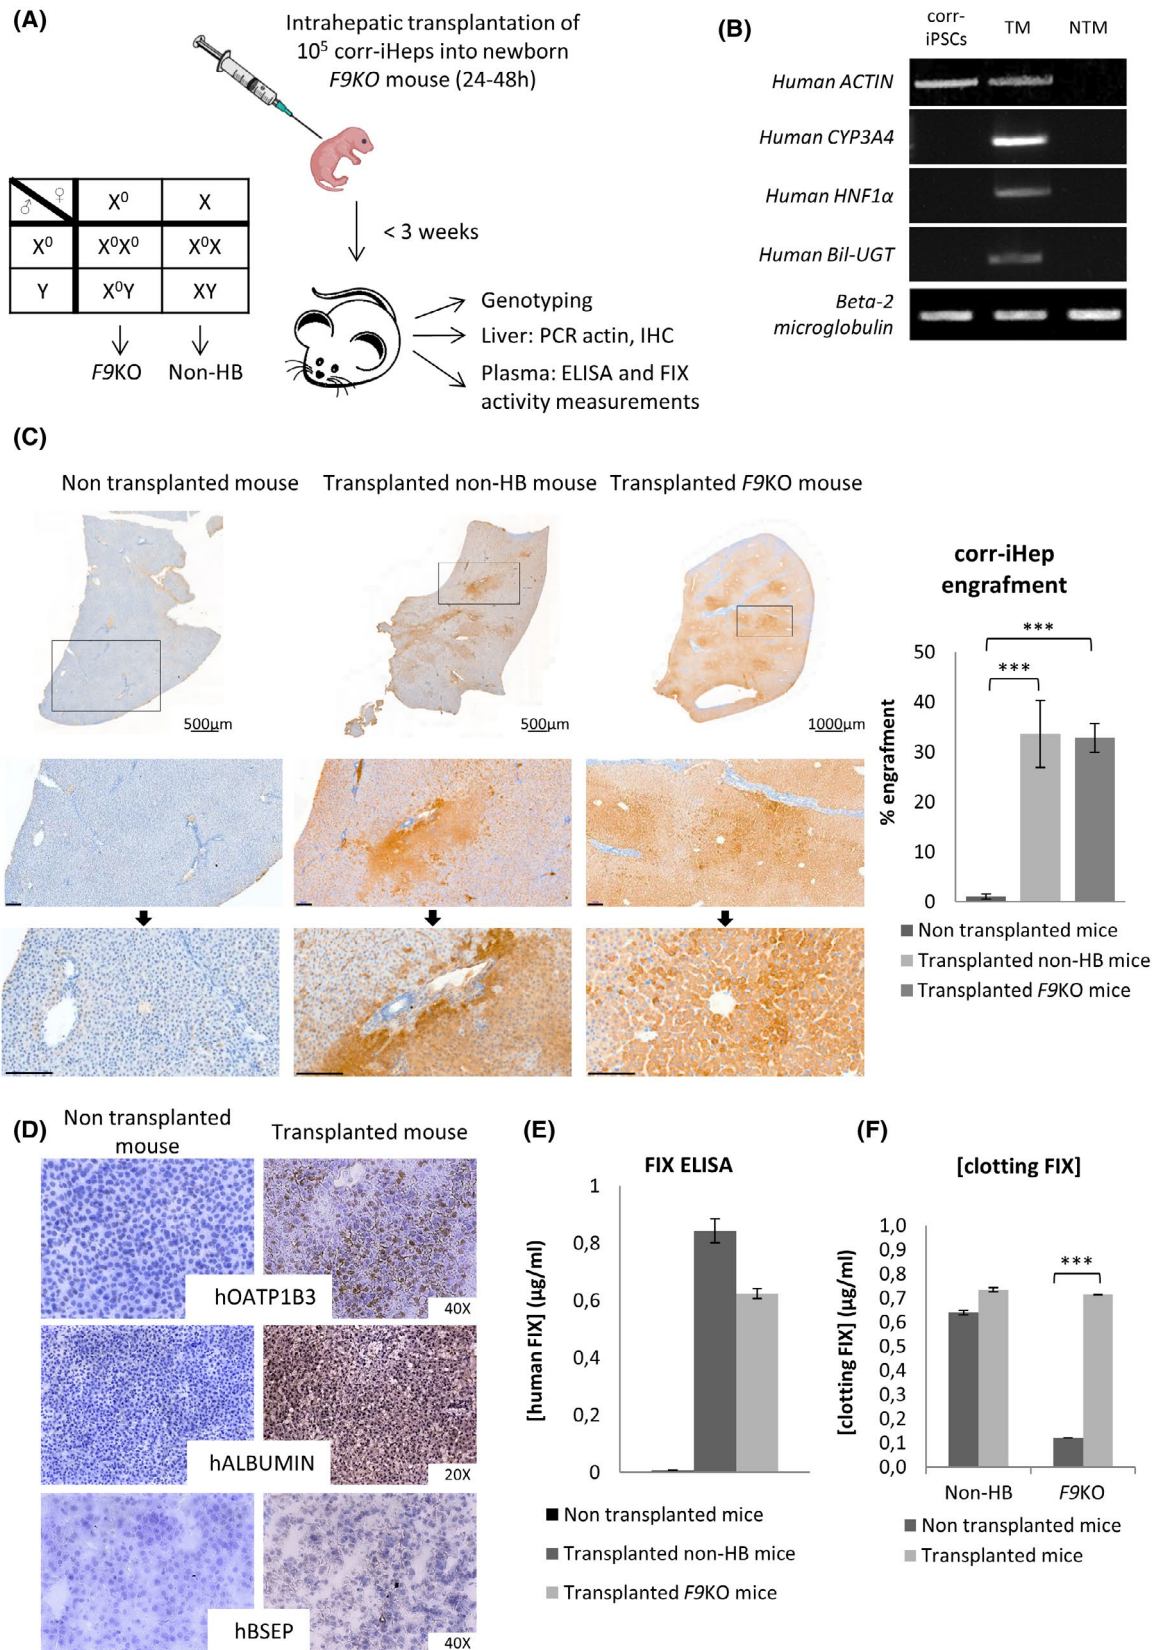 (A)
Intrahepatic transplantation of
10⁵ corr-iHeps into newborn
F9KO mouse (24-48h)
♂ ♀ X⁰ X
X⁰ X⁰X⁰ X⁰X
Y X⁰Y XY
F9KO Non-HB
< 3 weeks
Genotyping
Liver: PCR actin, IHC
Plasma: ELISA and FIX
activity measurements
(B)
corr-
iPSCs TM NTM
Human ACTIN
Human CYP3A4
Human HNF1α
Human Bil-UGT
Beta-2
microglobulin
(C)
Non transplanted mouse Transplanted non-HB mouse Transplanted F9KO mouse
500µm 500µm 1000µm
corr-iHep
engrafment
*** 
***
% engrafment
50
40
30
20
10
0
Non transplanted mice
Transplanted non-HB mice
Transplanted F9KO mice
(D)
Non transplanted
mouse
Transplanted mouse
hOATP1B3
40X
hALBUMIN
20X
hBSEP
40X
(E)
FIX ELISA
[human FIX] (µg/ml)
1
0,8
0,6
0,4
0,2
0
Non transplanted mice
Transplanted non-HB mice
Transplanted F9KO mice
(F)
[clotting FIX]
[clotting FIX] (µg/ml)
1,0
0,9
0,8
0,7
0,6
0,5
0,4
0,3
0,2
0,1
0,0
***
Non-HB F9KO
Non transplanted mice
Transplanted mice